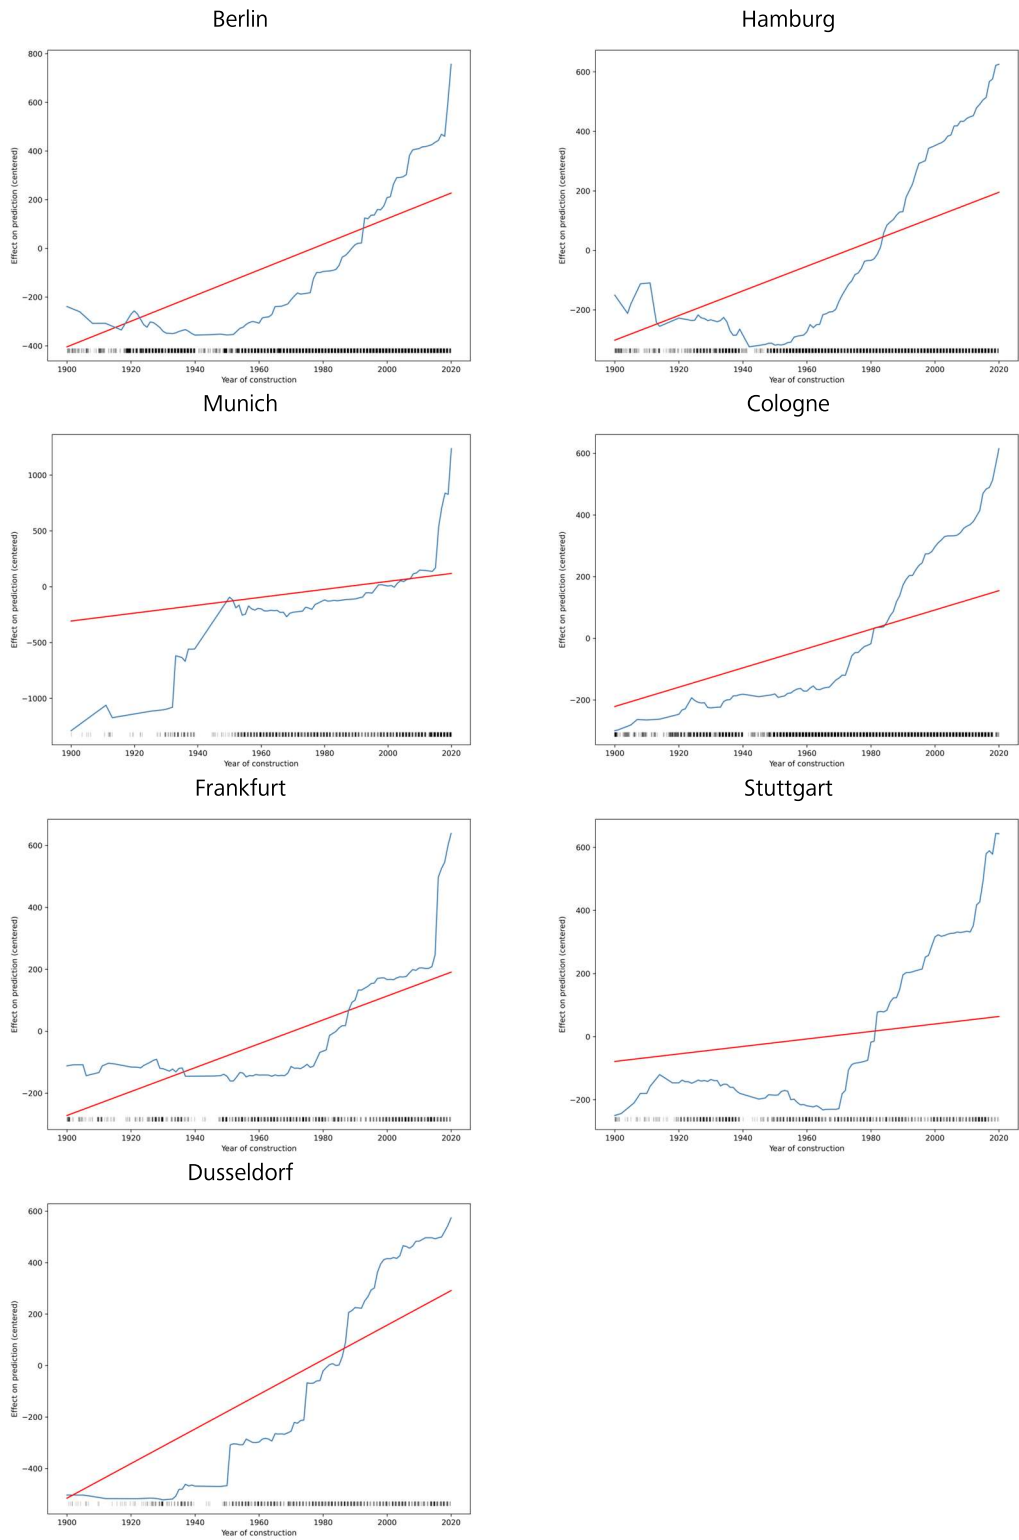 Berlin
Hamburg
800
600
400
200
0
−200
−400
Effect on prediction (centered)
1900 1920 1940 1960 1980 2000 2020
Year of construction
600
400
200
0
−200
Effect on prediction (centered)
1900 1920 1940 1960 1980 2000 2020
Year of construction
Munich
Cologne
1000
500
0
−500
−1000
Effect on prediction (centered)
1900 1920 1940 1960 1980 2000 2020
Year of construction
600
400
200
0
−200
Effect on prediction (centered)
1900 1920 1940 1960 1980 2000 2020
Year of construction
Frankfurt
Stuttgart
600
400
200
0
−200
Effect on prediction (centered)
1900 1920 1940 1960 1980 2000 2020
Year of construction
600
400
200
0
−200
Effect on prediction (centered)
1900 1920 1940 1960 1980 2000 2020
Year of construction
Dusseldorf
600
400
200
0
−200
−400
Effect on prediction (centered)
1900 1920 1940 1960 1980 2000 2020
Year of construction